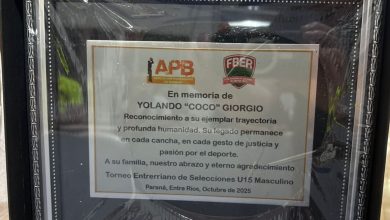 APB
FBER
En memoria de
YOLANDO "COCO" GIORGIO
Reconocimiento a su ejemplar trayectoria
y profunda humanidad. Su legado permanece
en cada cancha, en cada gesto de justicia y
pasión por el deporte.
A su familia, nuestro abrazo y eterno agradecimiento
Torneo Entrerriano de Selecciones U15 Masculino
Paraná, Entre Ríos, Octubre de 2025